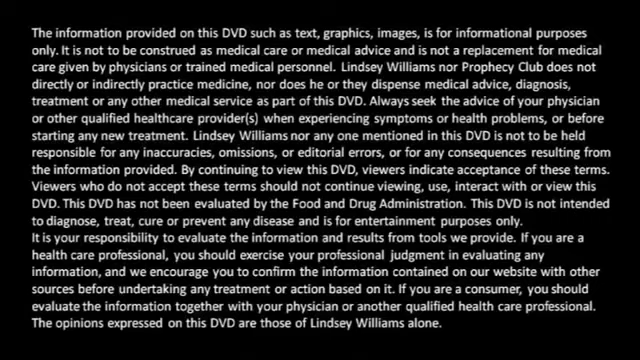 The information provided on this DVD such as text, graphics, images, is for informational purposes
only. It is not to be construed as medical care or medical advice and is not a replacement for medical
care given by physicians or trained medical personnel. Lindsey Williams nor Prophecy Club does not
directly or indirectly practice medicine, nor does he or they dispense medical advice, diagnosis,
treatment or any other medical service as part of this DVD. Always seek the advice of your physician
or other qualified healthcare provider(s) when experiencing symptoms or health problems, or before
starting any new treatment. Lindsey Williams nor any one mentioned in this DVD is not to be held
responsible for any inaccuracies, omissions, or editorial errors, or for any consequences resulting from
the information provided. By continuing to view this DVD, viewers indicate acceptance of these terms.
Viewers who do not accept these terms should not continue viewing, use, interact with or view this
DVD. This DVD has not been evaluated by the Food and Drug Administration. This DVD is not intended
to diagnose, treat, cure or prevent any disease and is for entertainment purposes only.
It is your responsibility to evaluate the information and results from tools we provide. If you are a
health care professional, you should exercise your professional judgment in evaluating any
information, and we encourage you to confirm the information contained on our website with other
sources before undertaking any treatment or action based on it. If you are a consumer, you should
evaluate the information together with your physician or another qualified health care professional.
The opinions expressed on this DVD are those of Lindsey Williams alone.